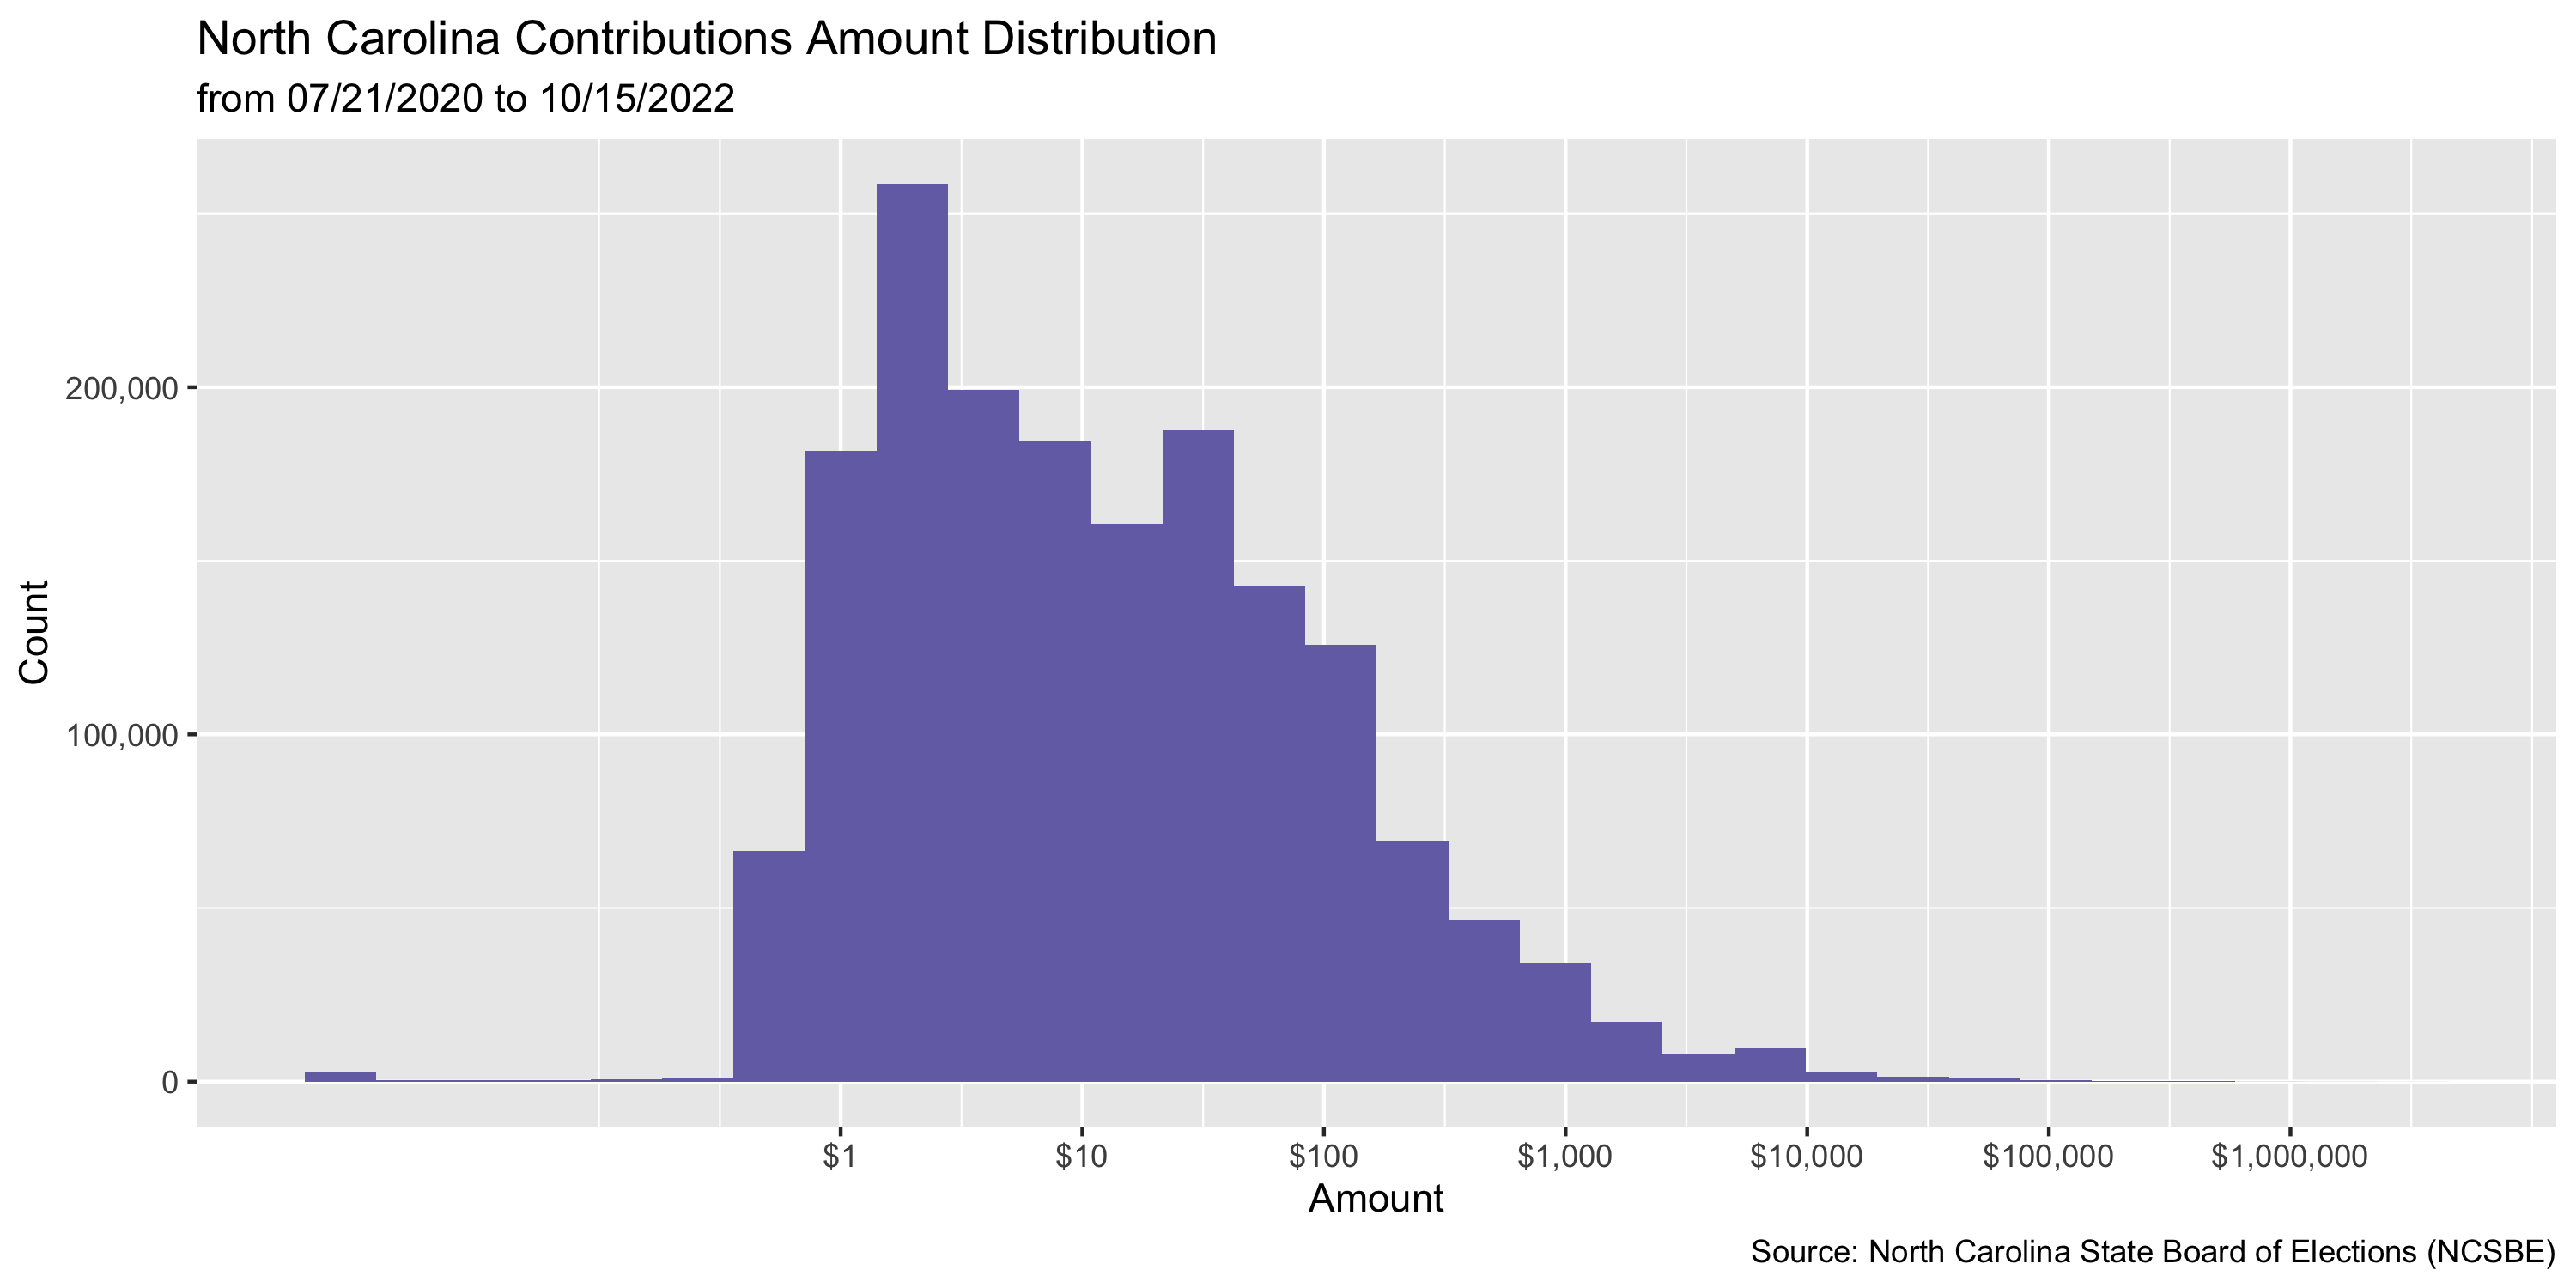 North Carolina Contributions Amount Distribution
from 07/21/2020 to 10/15/2022
Count
200,000
100,000
0
$1 $10 $100 $1,000 $10,000 $100,000 $1,000,000
Amount
Source: North Carolina State Board of Elections (NCSBE)